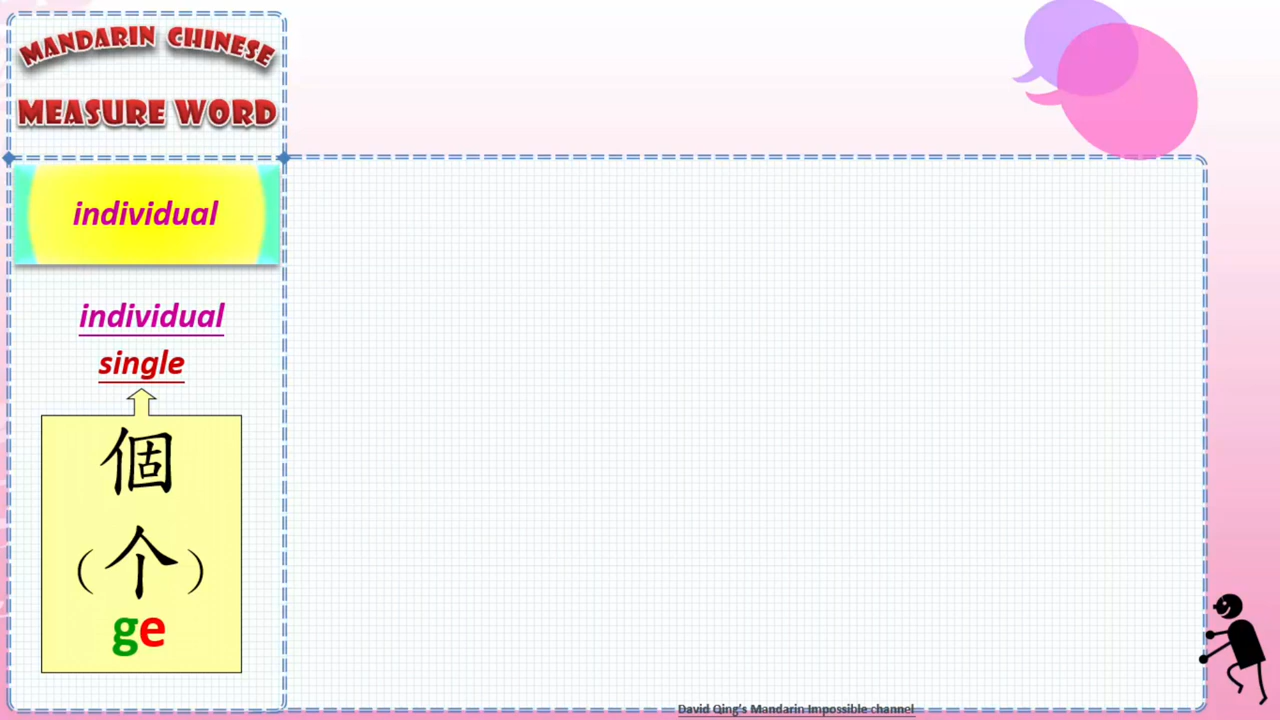 MANDARIN CHINESE
MEASURE WORD
individual
individual
single
個
（个）
ge
David Qing's Mandarin Impossible channel